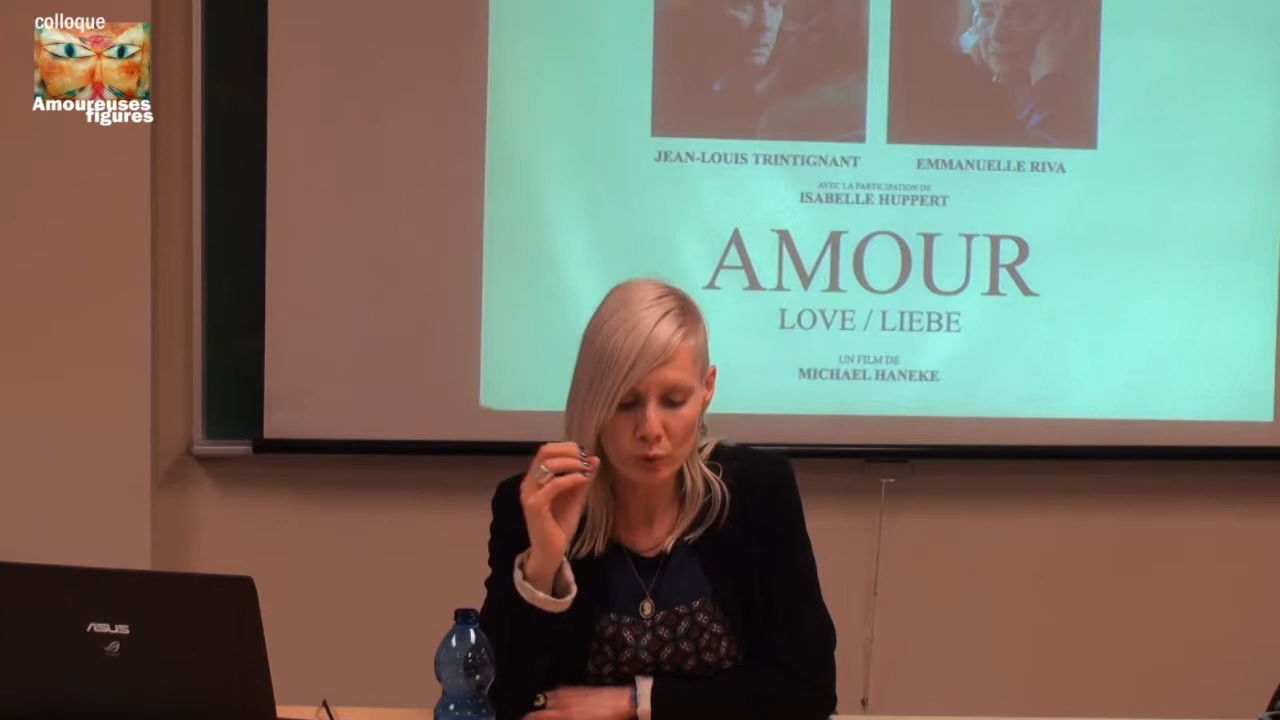 colloque
Amoureuses
figures
JEAN-LOUIS TRINTIGNANT
EMMANUELLE RIVA
AVEC LA PARTICIPATION DE
ISABELLE HUPPERT
AMOUR
LOVE / LIEBE
UN FILM DE
MICHAEL HANEKE
ASUS